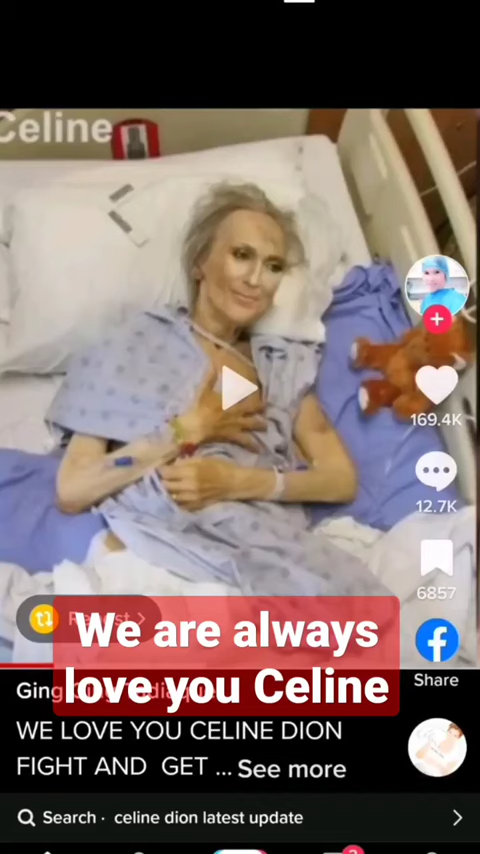 Celine
169.4K
12.7K
6857
We are always
love you Celine
Share
WE LOVE YOU CELINE DION
FIGHT AND GET ... See more
Search · celine dion latest update